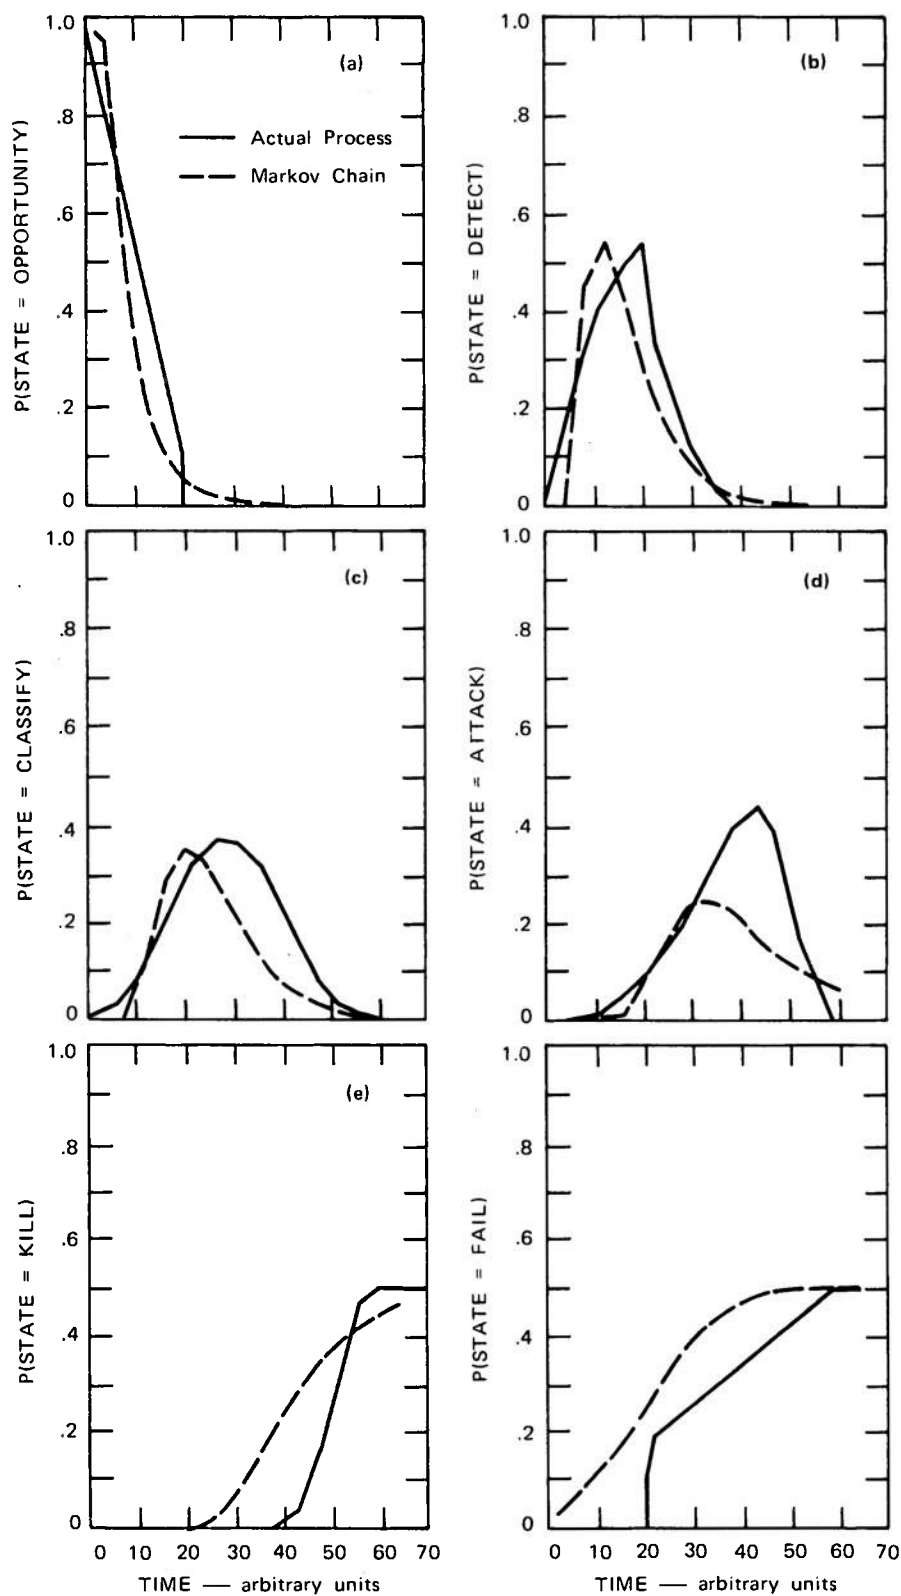 1.0
.8
.6
.4
.2
0
P(STATE = OPPORTUNITY)
(a)
Actual Process
Markov Chain
1.0
.8
.6
.4
.2
0
P(STATE = DETECT)
(b)
1.0
.8
.6
.4
.2
0
P(STATE = CLASSIFY)
(c)
1.0
.8
.6
.4
.2
0
P(STATE = ATTACK)
(d)
1.0
.8
.6
.4
.2
0
P(STATE = KILL)
(e)
0 10 20 30 40 50 60 70
TIME — arbitrary units
1.0
.8
.6
.4
.2
0
P(STATE = FAIL)
0 10 20 30 40 50 60 70
TIME — arbitrary units